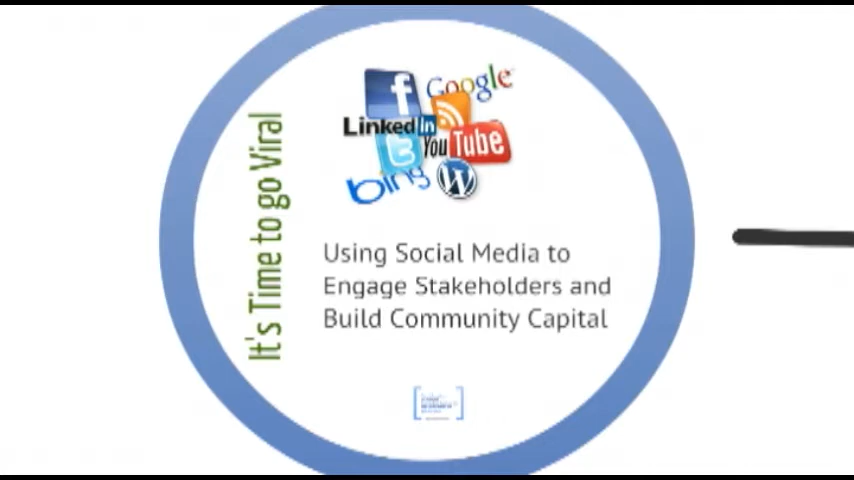 It's Time to go Viral
f
Google
LinkedIn
t
YouTube
bing
W
Using Social Media to
Engage Stakeholders and
Build Community Capital